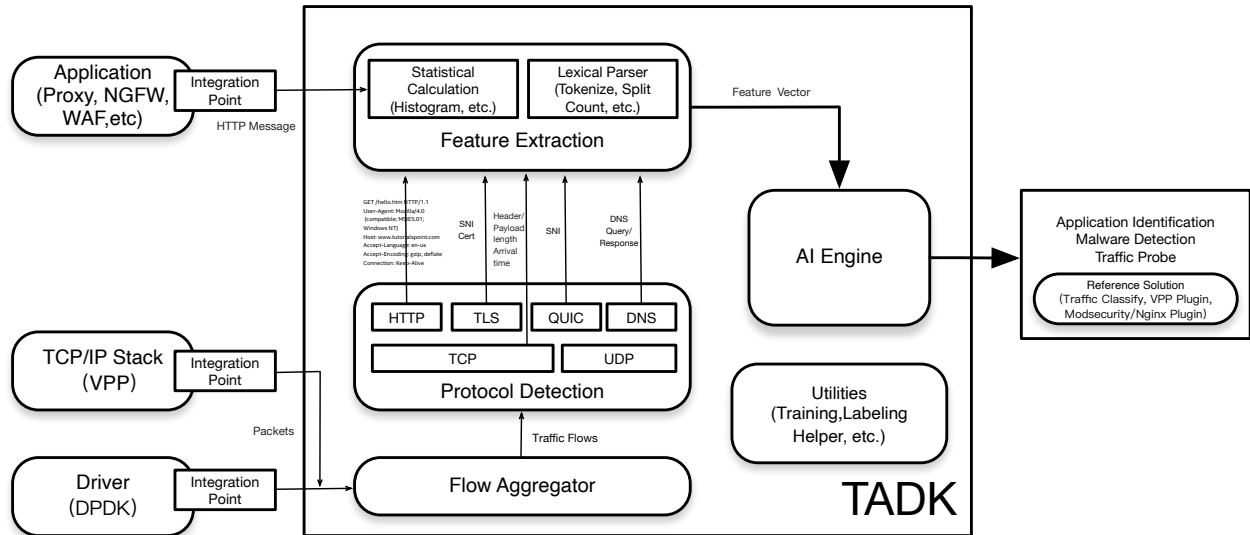 Application
(Proxy, NGFW,
WAF,etc)
Integration
Point
HTTP Message
Statistical
Calculation
(Histogram, etc.)
Lexical Parser
(Tokenize, Split
Count, etc.)
Feature Extraction
Feature Vector
GET /hello.htm HTTP/1.1
User-Agent: Mozilla/4.0
(compatible; MSIE5.01;
Windows NT)
Host: www.tutorialspoint.com
Accept-Language: en-us
Accept-Encoding: gzip, deflate
Connection: Keep-Alive
SNI
Cert
Header/
Payload
length
Arrival
time
SNI
DNS
Query/
Response
AI Engine
Application Identification
Malware Detection
Traffic Probe
Reference Solution
(Traffic Classify, VPP Plugin,
Modsecurity/Nginx Plugin)
HTTP
TLS
QUIC
DNS
TCP
UDP
Protocol Detection
TCP/IP Stack
(VPP)
Integration
Point
Packets
Traffic Flows
Utilities
(Training,Labeling
Helper, etc.)
Driver
(DPDK)
Integration
Point
Flow Aggregator
TADK